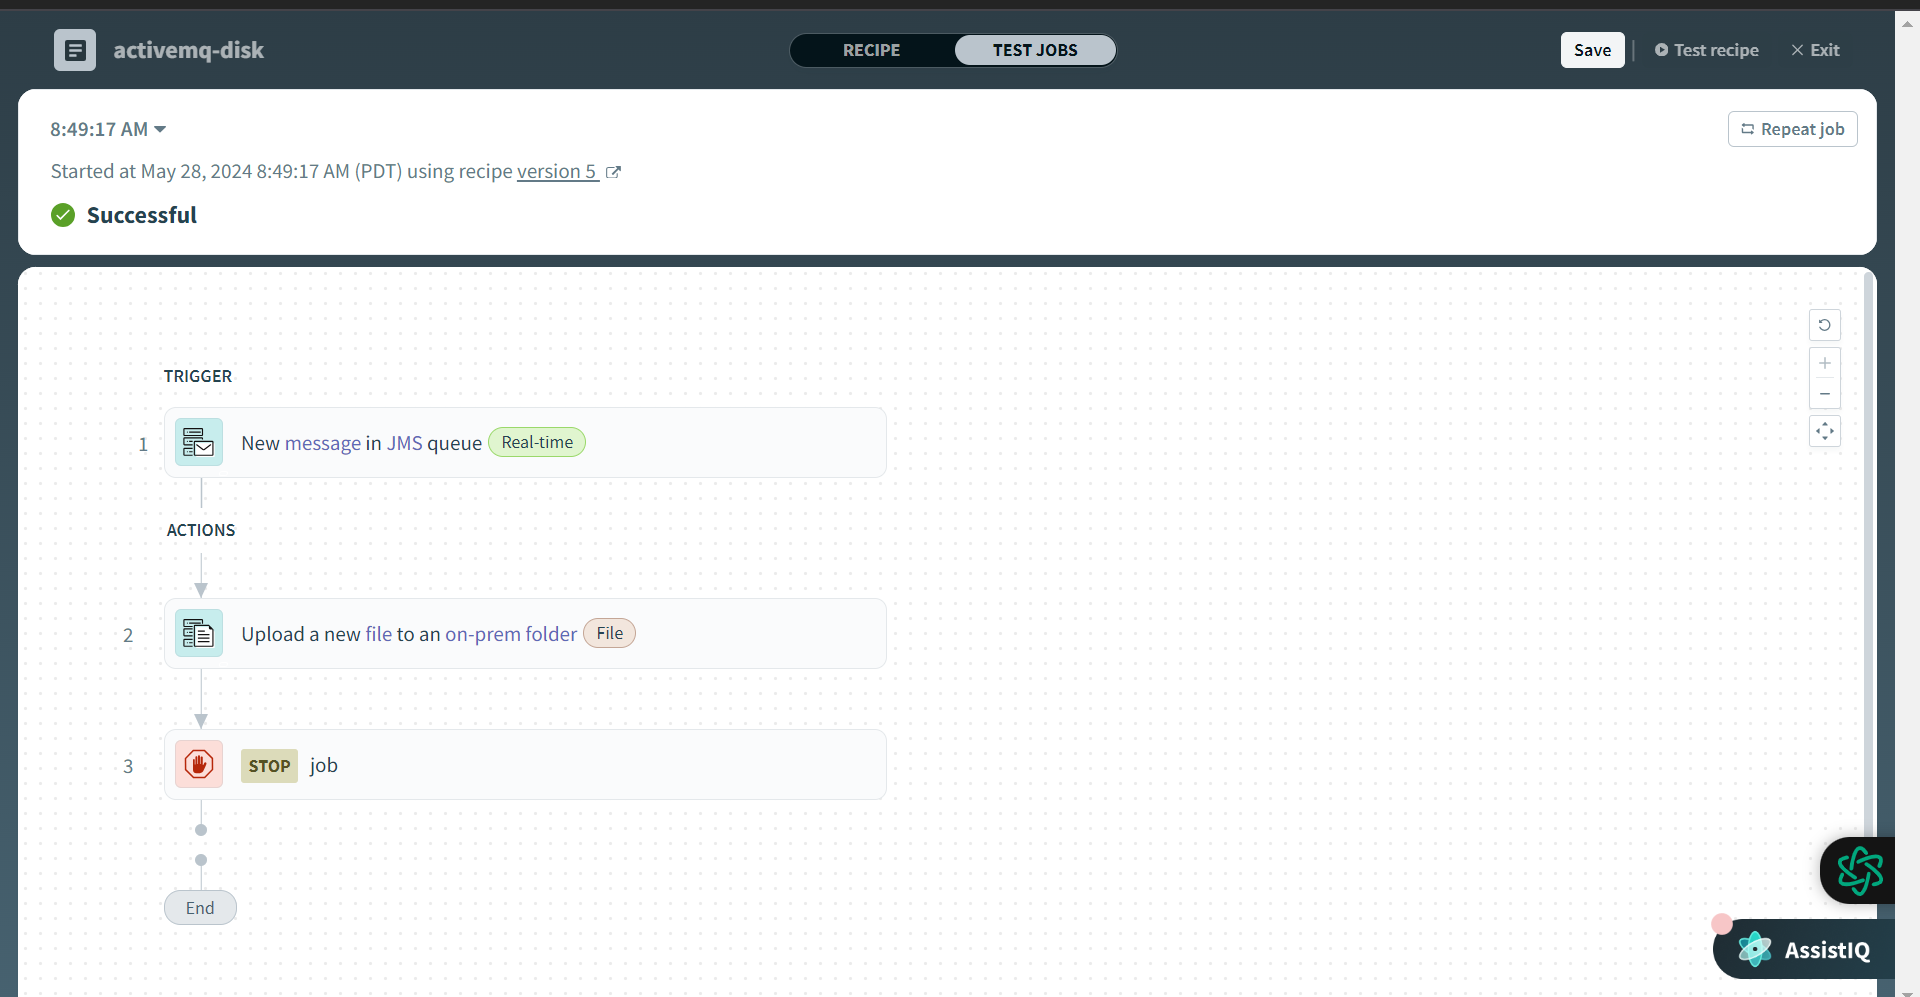 activemq-disk
RECIPE
TEST JOBS
Save
Test recipe
Exit
8:49:17 AM
Repeat job
Started at May 28, 2024 8:49:17 AM (PDT) using recipe version 5
Successful
TRIGGER
1
New message in JMS queue Real-time
ACTIONS
2
Upload a new file to an on-prem folder File
3
STOP job
End
AssistIQ